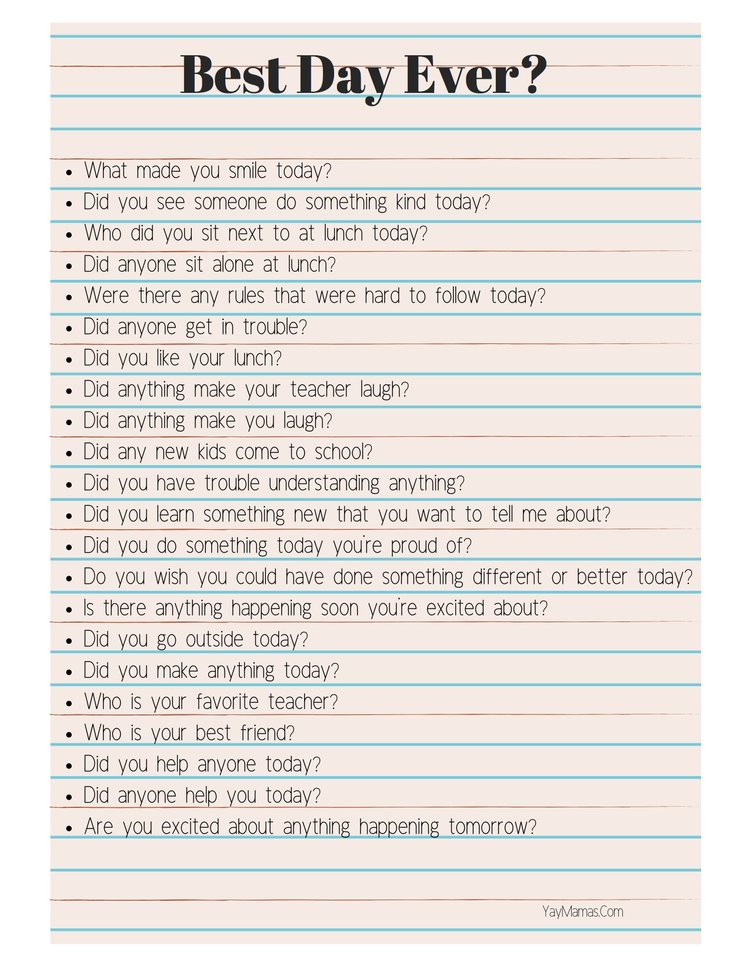 Best Day Ever?
• What made you smile today?
• Did you see someone do something kind today?
• Who did you sit next to at lunch today?
• Did anyone sit alone at lunch?
• Were there any rules that were hard to follow today?
• Did anyone get in trouble?
• Did you like your lunch?
• Did anything make your teacher laugh?
• Did anything make you laugh?
• Did any new kids come to school?
• Did you have trouble understanding anything?
• Did you learn something new that you want to tell me about?
• Did you do something today you're proud of?
• Do you wish you could have done something different or better today?
• Is there anything happening soon you're excited about?
• Did you go outside today?
• Did you make anything today?
• Who is your favorite teacher?
• Who is your best friend?
• Did you help anyone today?
• Did anyone help you today?
• Are you excited about anything happening tomorrow?
YayMamas.Com